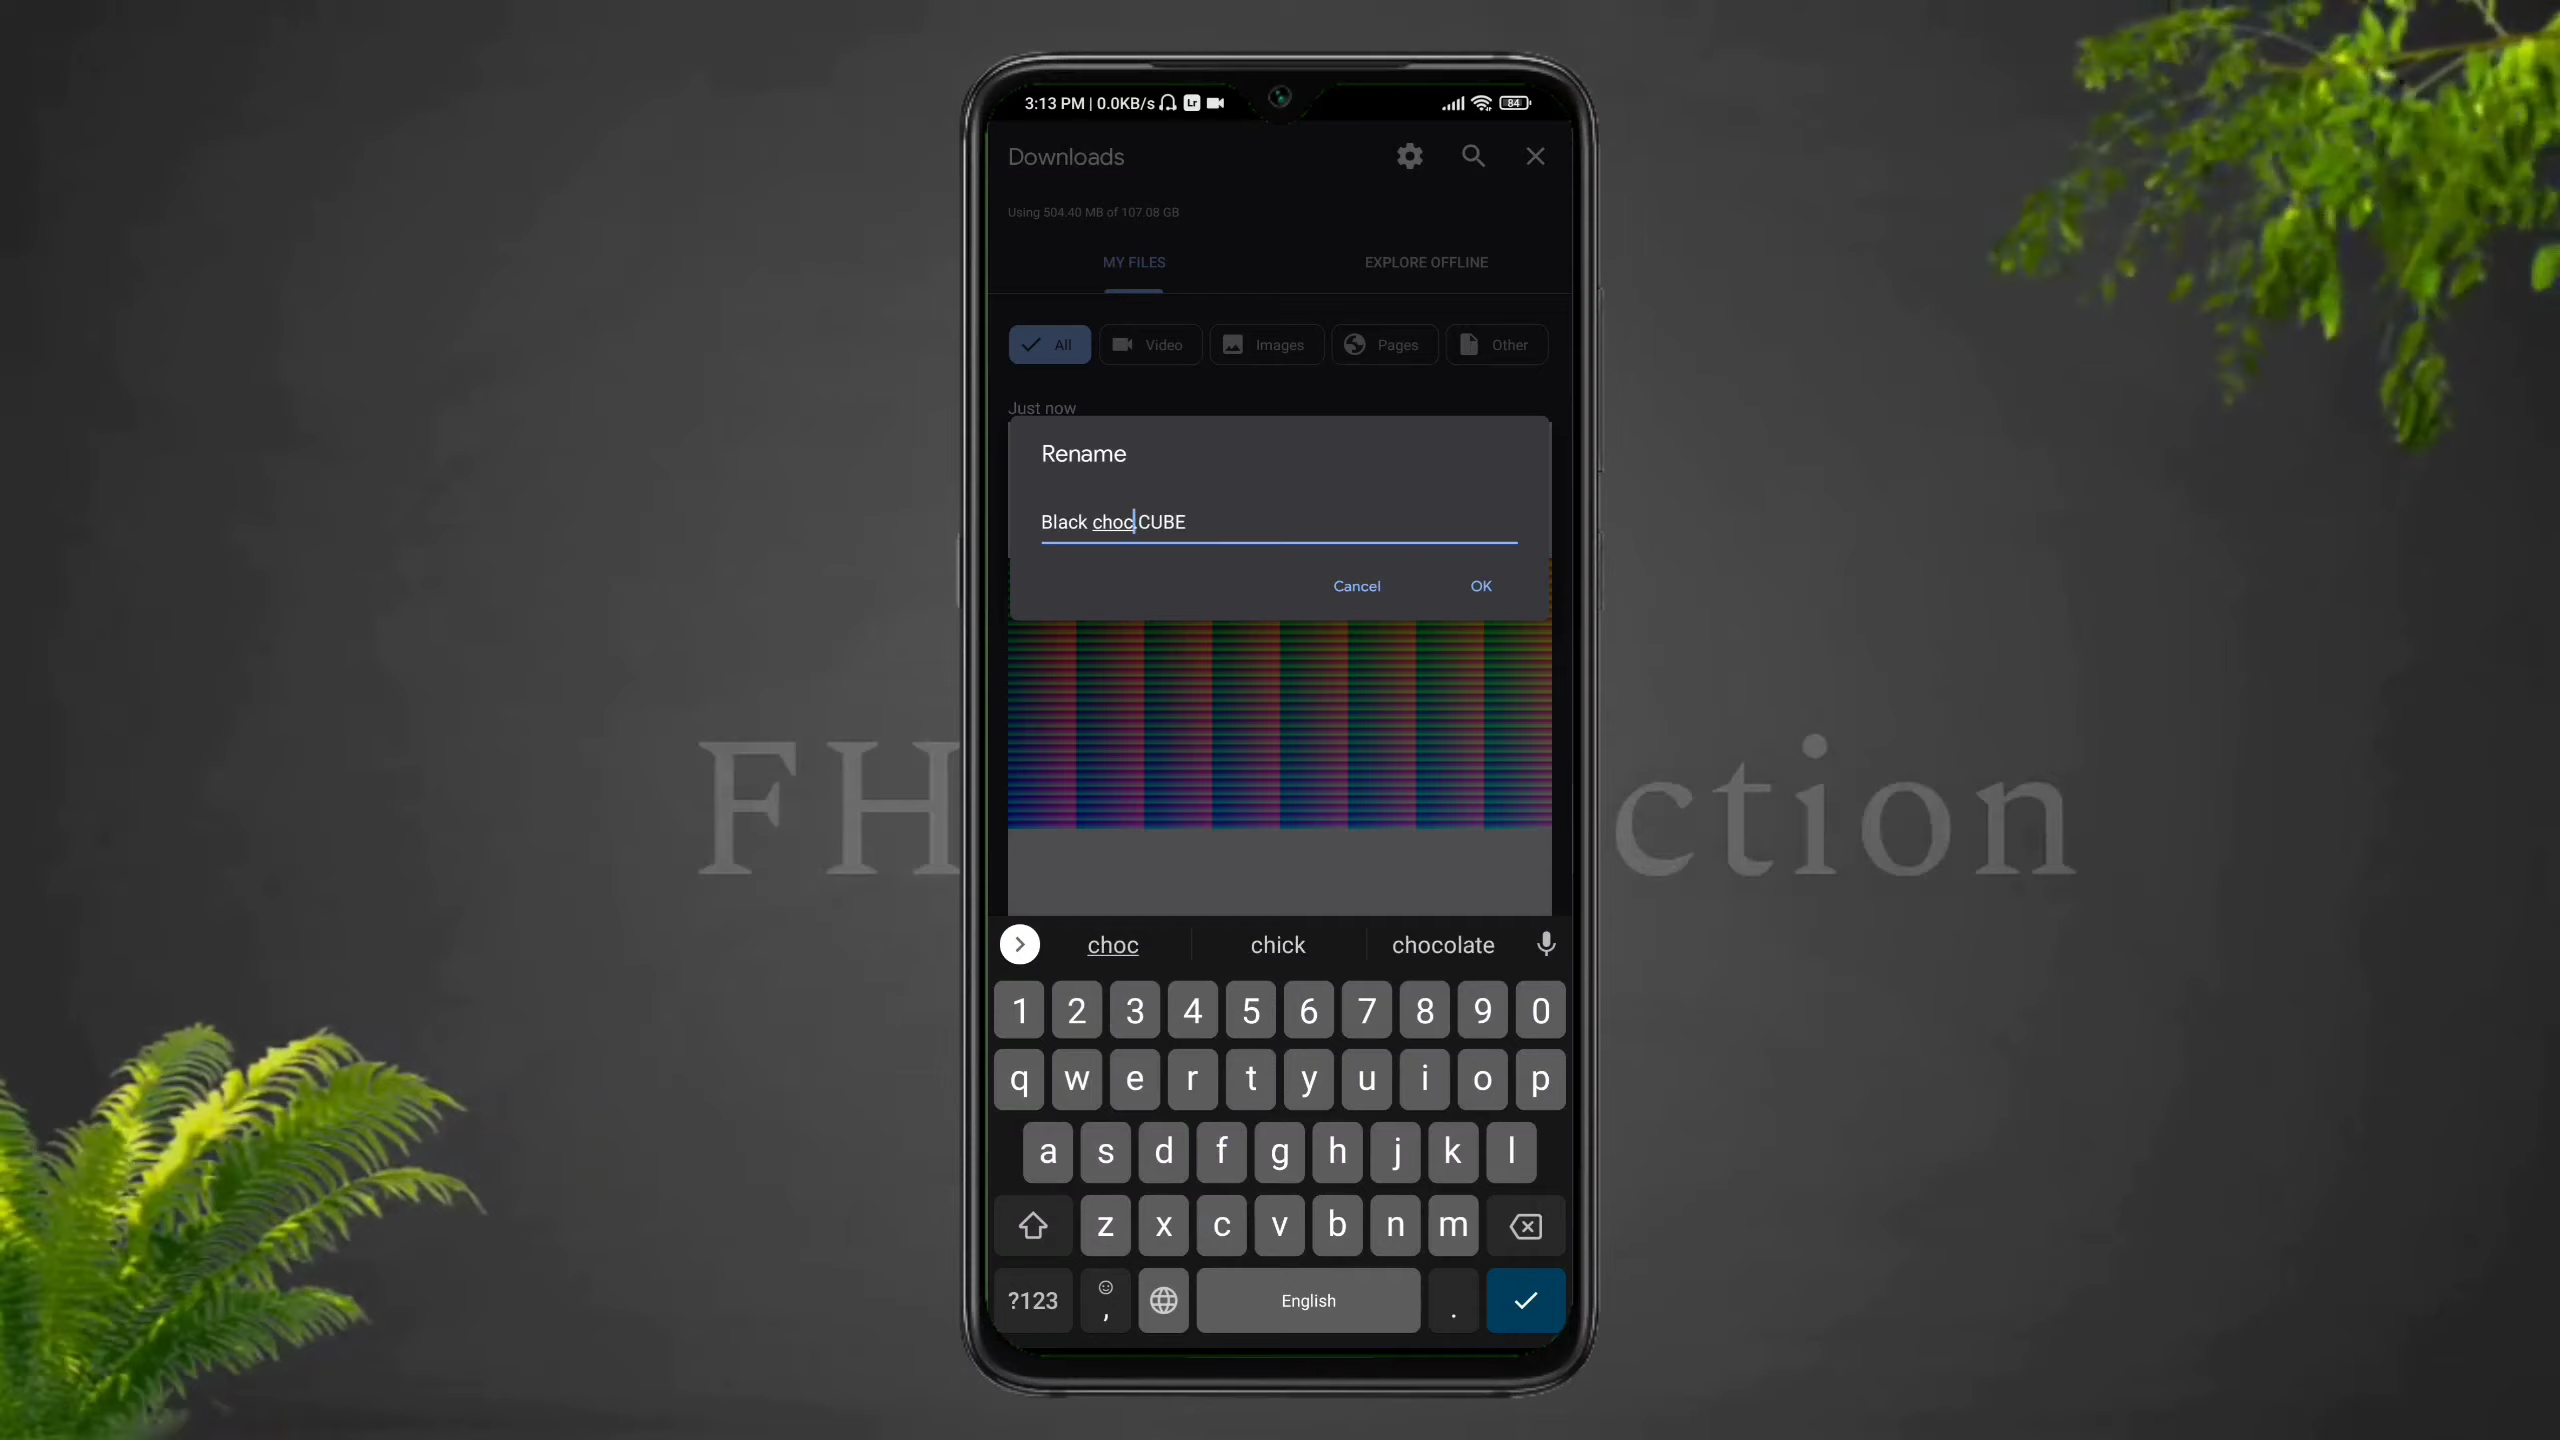 3:13 PM | 0.0KB/s Lr 84
Downloads
Using 504.40 MB of 107.08 GB
MY FILES EXPLORE OFFLINE
All Video Images Pages Other
Just now
Rename
Black choc.CUBE
Cancel OK
FH ction
choc chick chocolate
1 2 3 4 5 6 7 8 9 0
q w e r t y u i o p
a s d f g h j k l
z x c v b n m
?123 , English .